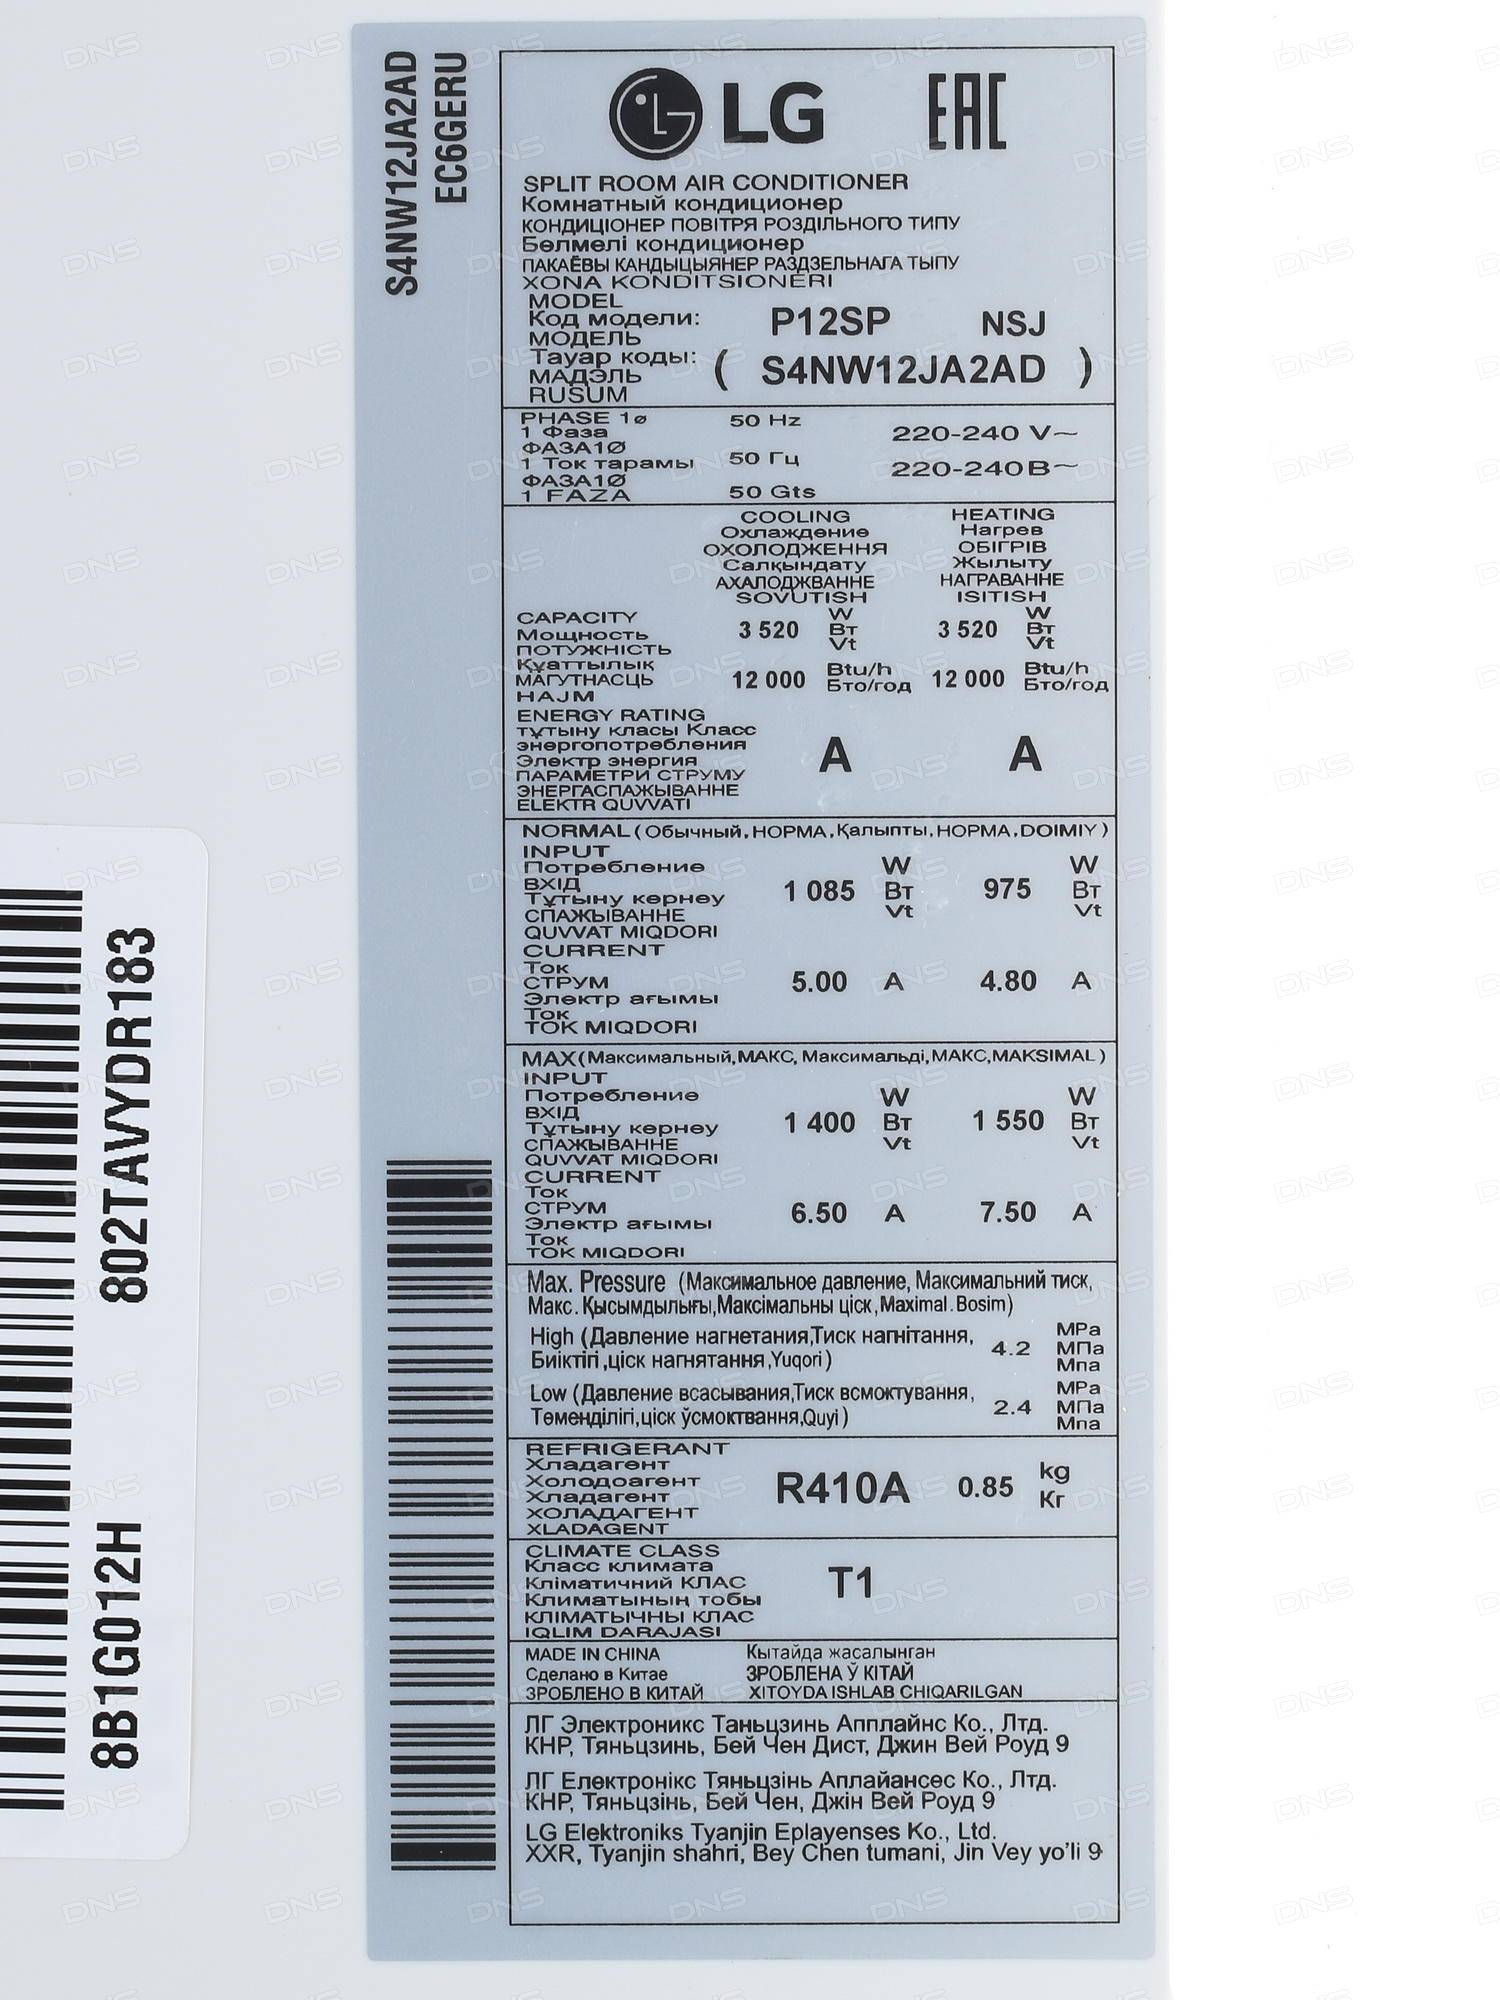 S4NW12JA2AD
EC6GERU
LG EAC
SPLIT ROOM AIR CONDITIONER
Комнатный кондиционер
КОНДИЦІОНЕР ПОВІТРЯ РОЗДІЛЬНОГО ТИПУ
Бөлмелі кондиционер
ПАКАЁВЫ КАНДЫЦЫЯНЕР РАЗДЗЕЛЬНАГА ТЫПУ
XONA KONDITSIONERI
MODEL
Код модели: P12SP NSJ
МОДЕЛЬ
Тауар коды: ( S4NW12JA2AD )
МАДЭЛЬ
RUSUM
PHASE 1ø 50 Hz 220-240 V~
1 Фаза
ФАЗА1Ø
1 Ток тарамы 50 Гц 220-240В~
ФАЗА1Ø
1 FAZA 50 Gts
COOLING HEATING
Охлаждение Нагрев
ОХОЛОДЖЕННЯ ОБІГРІВ
Салқындату Жылыту
АХАЛОДЖВАННЕ НАГРАВАННЕ
SOVUTISH ISITISH
CAPACITY W W
Мощность 3 520 Вт 3 520 Вт
ПОТУЖНІСТЬ Vt Vt
Қуаттылық Btu/h Btu/h
МАГУТНАСЦЬ 12 000 Бто/год 12 000 Бто/год
HAJM
ENERGY RATING
тұтыну класы Класс
энергопотребления A A
Электр энергия
ПАРАМЕТРИ СТРУМУ
ЭНЕРГАСПАЖЫВАННЕ
ELEKTR QUVVATI
NORMAL (Обычный,НОРМА,Қалыпты,НОРМА,DOIMIY)
INPUT
Потребление W W
ВХІД 1 085 Вт 975 Вт
Тұтыну кернеу Vt Vt
СПАЖЫВАННЕ
QUVVAT MIQDORI
CURRENT
Ток
СТРУМ 5.00 A 4.80 A
Электр ағымы
Ток
TOK MIQDORI
MAX(Максимальный,МАКС, Максимальді,МАКС,MAKSIMAL)
INPUT
Потребление W W
ВХІД 1 400 Вт 1 550 Вт
Тұтыну кернеу Vt Vt
СПАЖЫВАННЕ
QUVVAT MIQDORI
CURRENT
Ток
СТРУМ 6.50 A 7.50 A
Электр ағымы
Ток
TOK MIQDORI
Max. Pressure (Максимальное давление, Максимальний тиск,
Макс. Қысымдылығы,Максімальны ціск,Maximal.Bosim)
High (Давление нагнетания,Тиск нагнітання, 4.2 MPa
Биіктігі ,ціск нагнятання ,Yuqori) МПа
Мпа
Low (Давление всасывания,Тиск всмоктування, 2.4 MPa
Төменділігі,ціск ўсмоктвання,Quyi) МПа
Мпа
REFRIGERANT
Хладагент
Холодоагент R410A 0.85 kg
Хладагент Кг
ХОЛАДАГЕНТ
XLADAGENT
CLIMATE CLASS
Класс климата
Кліматичний КЛАС T1
Климатының тобы
КЛІМАТЫЧНЫ КЛАС
IQLIM DARAJASI
MADE IN CHINA Кытайда жасалынган
Сделано в Китае ЗРОБЛЕНА Ў КІТАЙ
ЗРОБЛЕНО В КИТАЙ XITOYDA ISHLAB CHIQARILGAN
ЛГ Электроникс Таньцзинь Апплайнс Ко., Лтд.
КНР, Тяньцзинь, Бей Чен Дист, Джин Вей Роуд 9
ЛГ Електронікс Тяньцзінь Аплайансес Ко., Лтд.
КНР, Тяньцзінь, Бей Чен, Джін Вей Роуд 9
LG Elektroniks Tyanjin Eplayenses Ko., Ltd.
XXR, Tyanjin shahri, Bey Chen tumani, Jin Vey yo'li 9
802TAVYDR183
8B1G012H
DNS